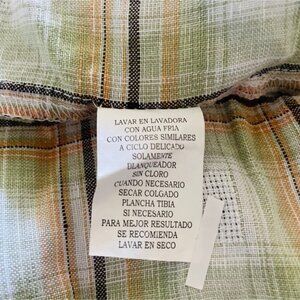 LAVAR EN LAVADORA
CON AGUA FRIA
CON COLORES SIMILARES
A CICLO DELICADO
SOLAMENTE
BLANQUEADOR
SIN CLORO
CUANDO NECESARIO
SECAR COLGADO
PLANCHA TIBIA
SI NECESARIO
PARA MEJOR RESULTADO
SE RECOMIENDA
LAVAR EN SECO